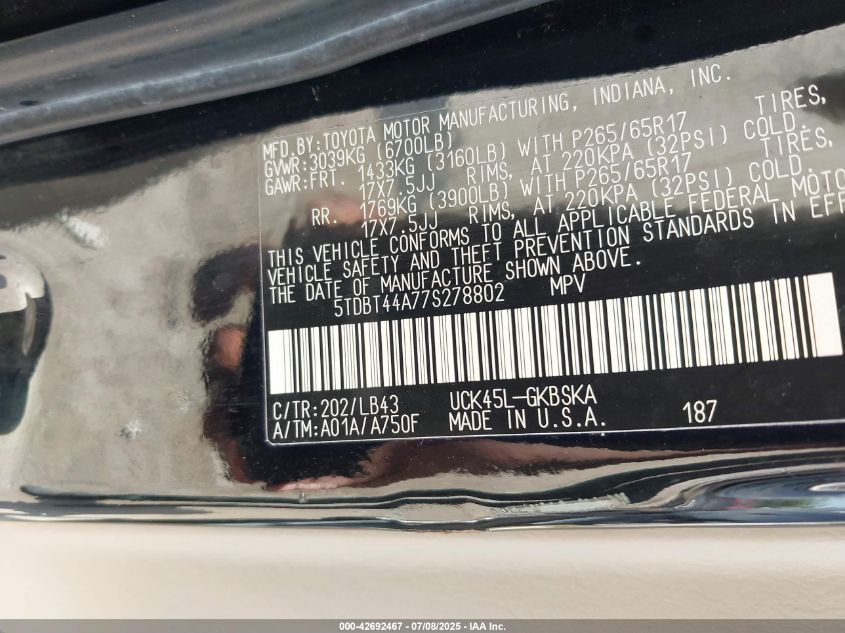 MFD.BY:TOYOTA MOTOR MANUFACTURING, INDIANA, INC.
GVWR:3039KG (6700LB)
GAWR:FRT. 1433KG (3160LB) WITH P265/65R17 TIRES,
17X7.5JJ RIMS, AT 220KPA (32PSI) COLD.
RR. 1769KG (3900LB) WITH P265/65R17 TIRES,
17X7.5JJ RIMS, AT 220KPA (32PSI) COLD.
THIS VEHICLE CONFORMS TO ALL APPLICABLE FEDERAL MOTO
VEHICLE SAFETY AND THEFT PREVENTION STANDARDS IN EFF
THE DATE OF MANUFACTURE SHOWN ABOVE.
5TDBT44A77S278802 MPV
C/TR:202/LB43 UCK45L-GKBSKA
A/TM:A01A/A750F MADE IN U.S.A. 187
000-42692467 - 07/08/2025 - IAA Inc.